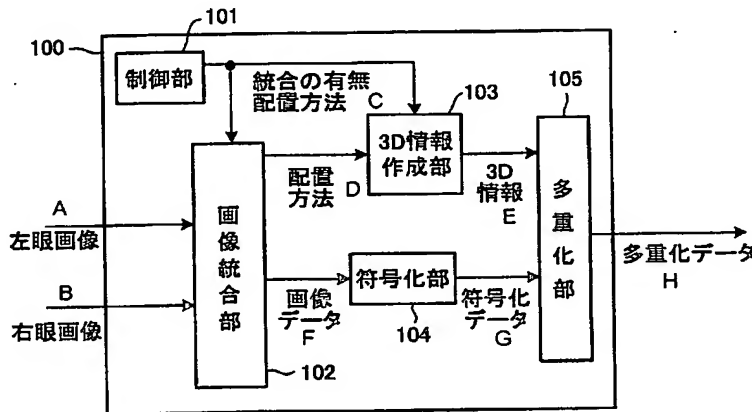 100
101
制御部
統合の有無
配置方法
C
103
3D情報
作成部
105
多重化部
配置
方法
D
3D
情報
E
A
左眼画像
画像統合部
B
右眼画像
102
画像
データ
F
符号化部
104
符号化
データ
G
多重化データ
H